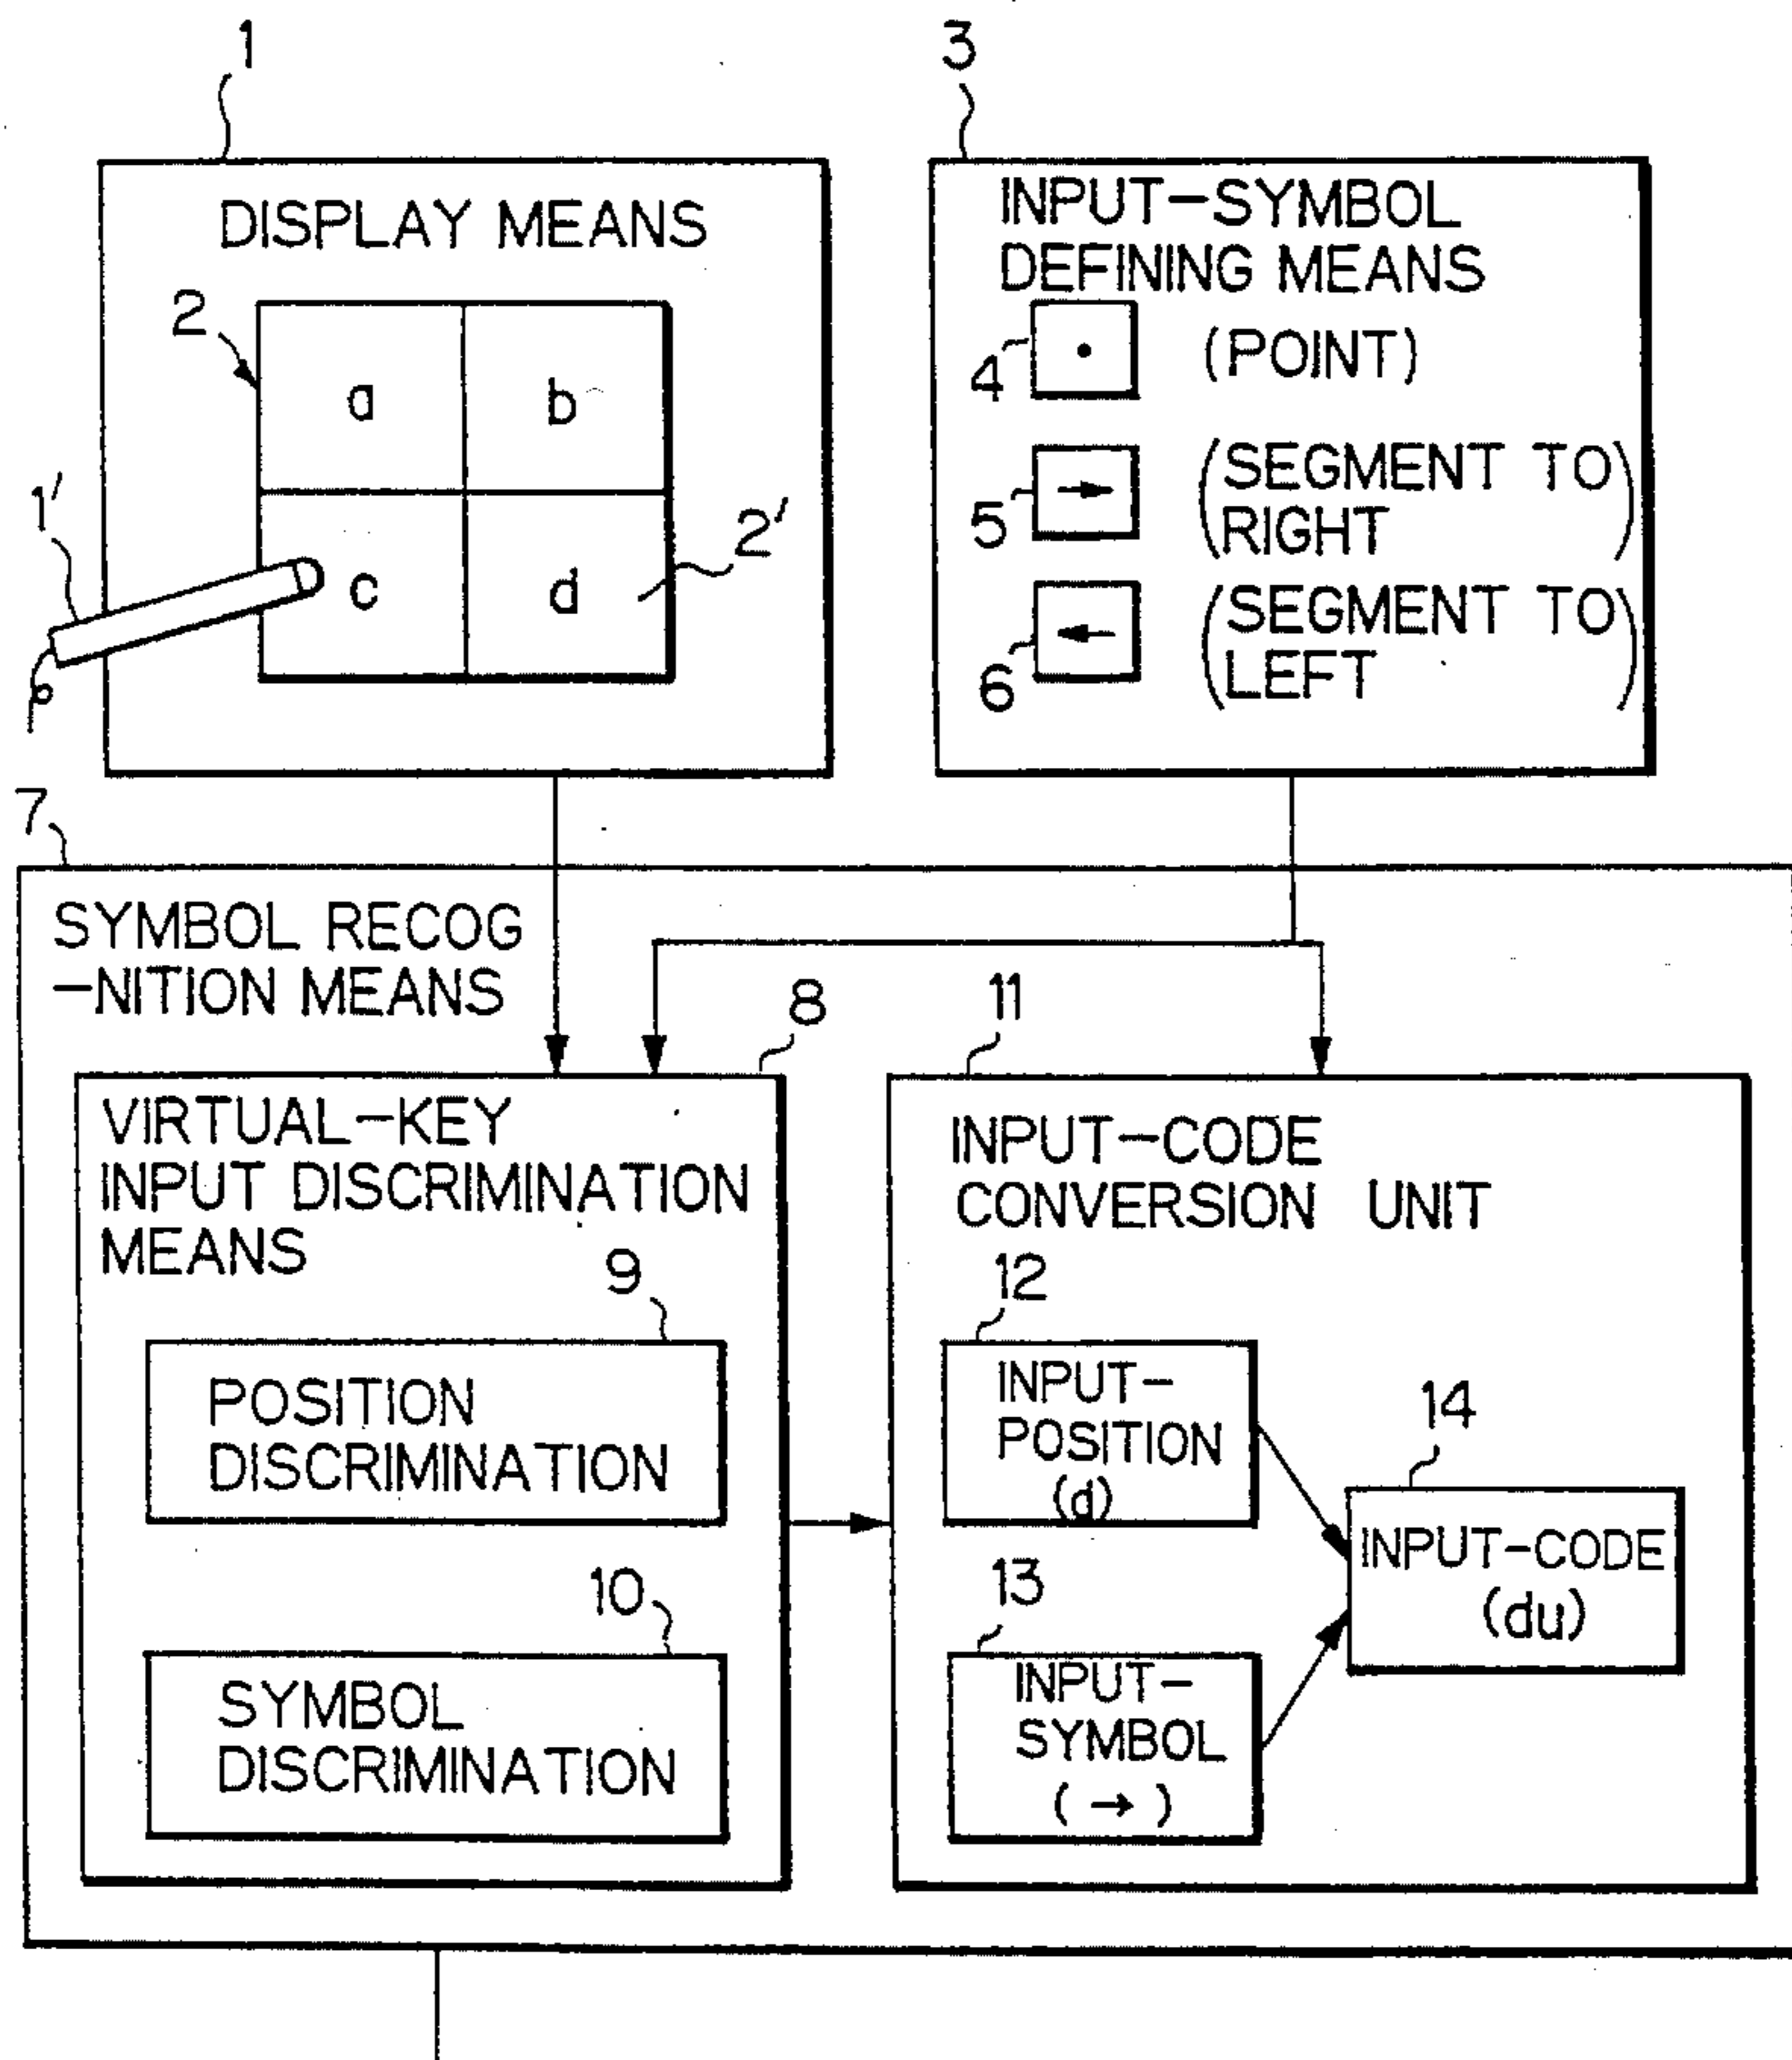 1
3
DISPLAY MEANS
2
a
b
c
d
1'
2'
INPUT-SYMBOL
DEFINING MEANS
4
(POINT)
5
(SEGMENT TO
RIGHT)
6
(SEGMENT TO
LEFT)
7
SYMBOL RECOG
-NITION MEANS
8
VIRTUAL-KEY
INPUT DISCRIMINATION
MEANS
9
POSITION
DISCRIMINATION
10
SYMBOL
DISCRIMINATION
11
INPUT-CODE
CONVERSION UNIT
12
INPUT-
POSITION
(d)
13
INPUT-
SYMBOL
(→)
14
INPUT-CODE
(du)